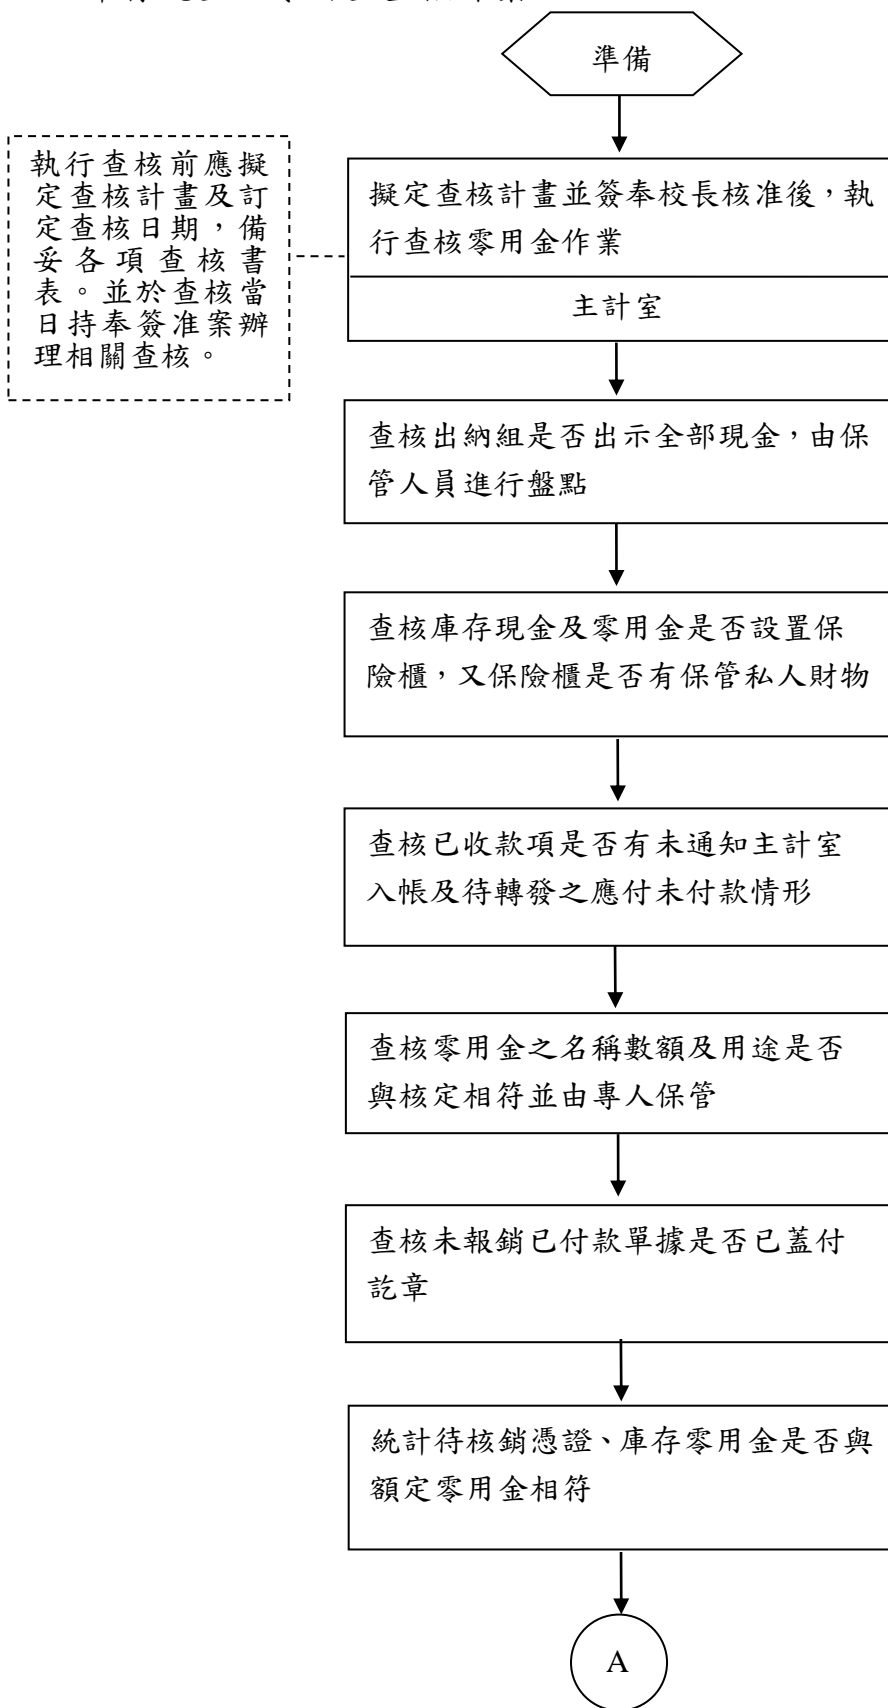 準備
執行查核前應擬
定查核計畫及訂
定查核日期，備
妥各項查核書
表。並於查核當
日持奉簽准案辦
理相關查核。
擬定查核計畫並簽奉校長核准後，執
行查核零用金作業
主計室
查核出納組是否出示全部現金，由保
管人員進行盤點
查核庫存現金及零用金是否設置保
險櫃，又保險櫃是否有保管私人財物
查核已收款項是否有未通知主計室
入帳及待轉發之應付未付款情形
查核零用金之名稱數額及用途是否
與核定相符並由專人保管
查核未報銷已付款單據是否已蓋付
訖章
統計待核銷憑證、庫存零用金是否與
額定零用金相符
A